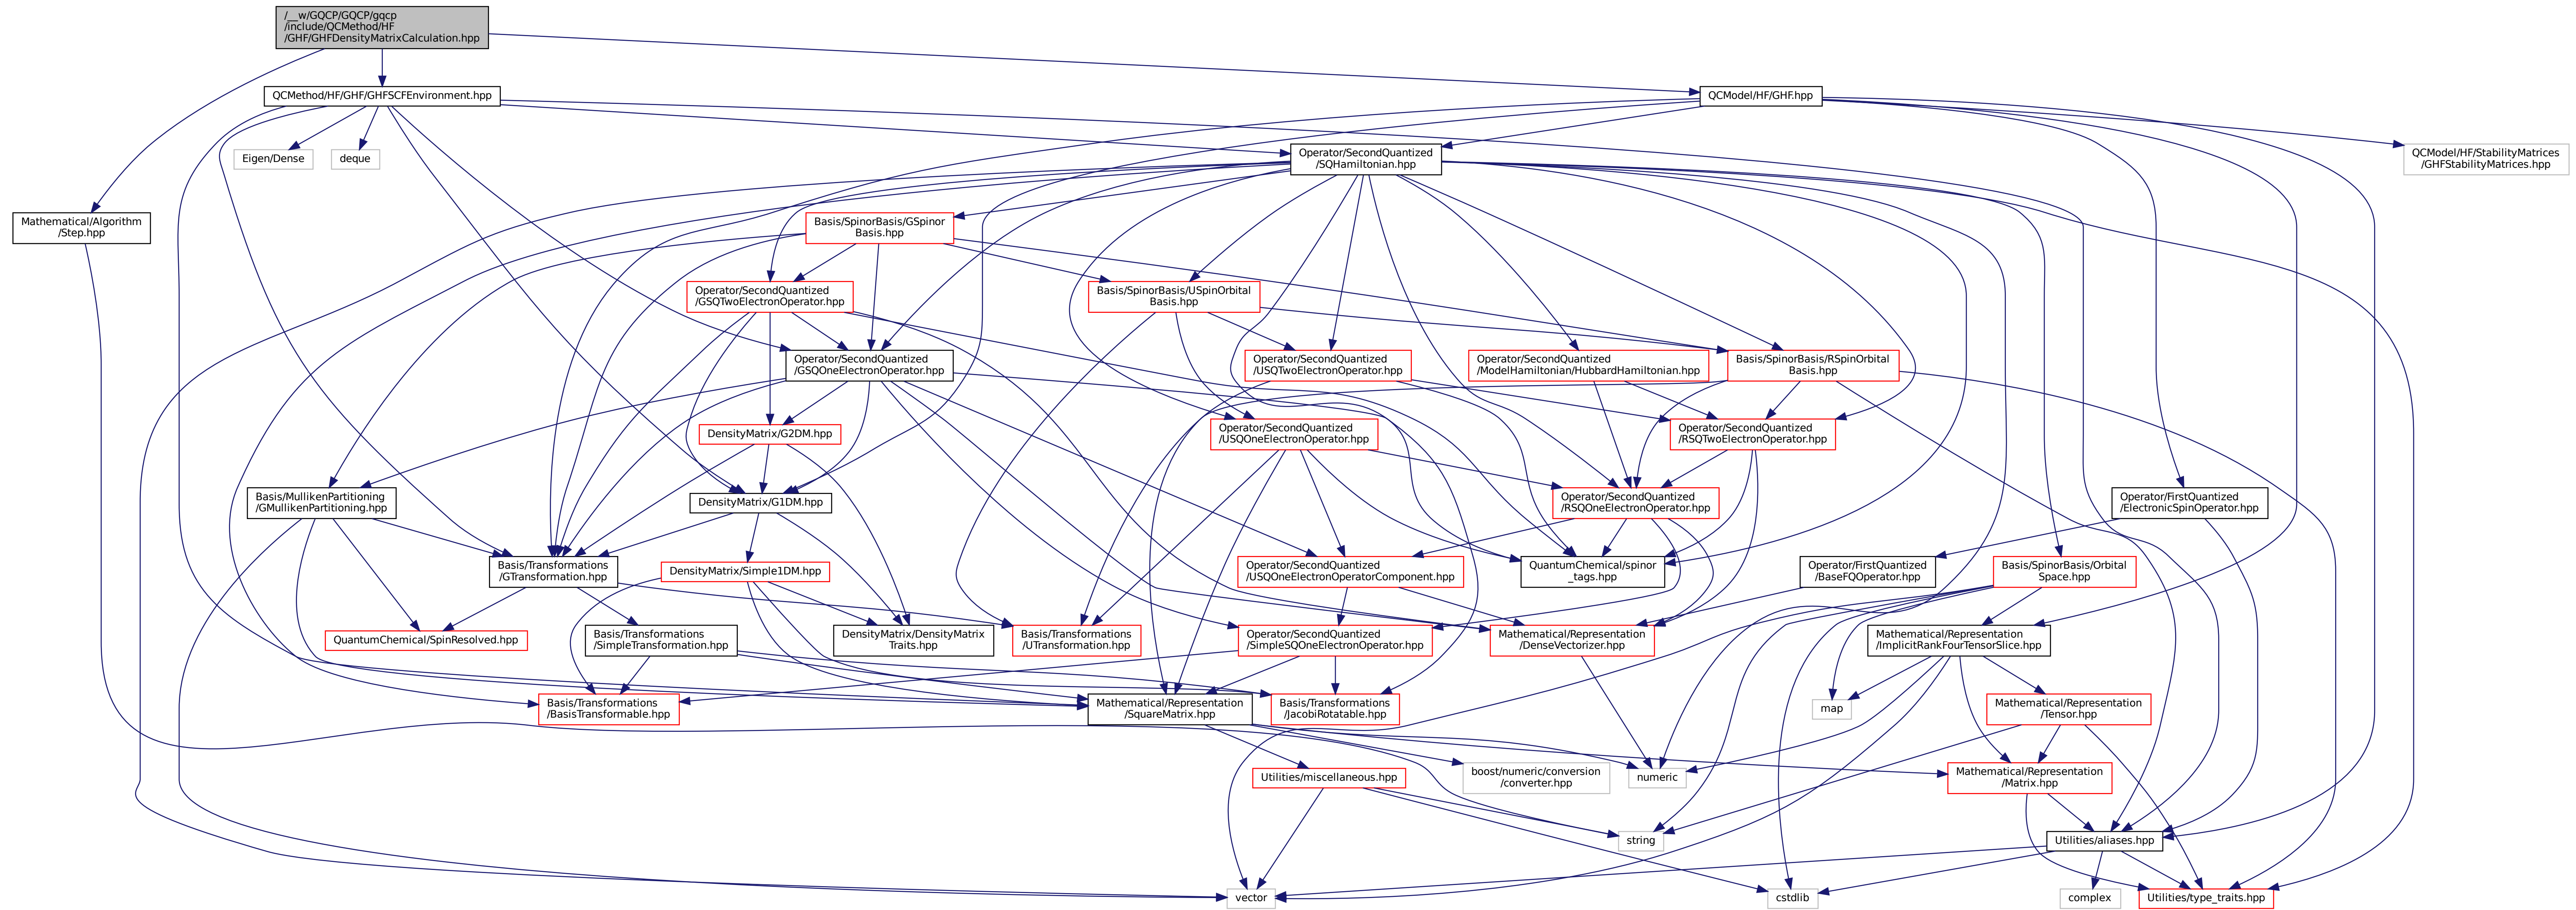 /__w/GQCP/GQCP/gqcp
/include/QCMethod/HF
/GHF/GHFDensityMatrixCalculation.hpp
QCMethod/HF/GHF/GHFSCFEnvironment.hpp
QCModel/HF/GHF.hpp
Eigen/Dense
deque
Operator/SecondQuantized
/SQHamiltonian.hpp
QCModel/HF/StabilityMatrices
/GHFStabilityMatrices.hpp
Mathematical/Algorithm
/Step.hpp
Basis/SpinorBasis/GSpinor
Basis.hpp
Operator/SecondQuantized
/GSQTwoElectronOperator.hpp
Basis/SpinorBasis/USpinOrbital
Basis.hpp
Operator/SecondQuantized
/GSQOneElectronOperator.hpp
Operator/SecondQuantized
/USQTwoElectronOperator.hpp
Operator/SecondQuantized
/ModelHamiltonian/HubbardHamiltonian.hpp
Basis/SpinorBasis/RSpinOrbital
Basis.hpp
DensityMatrix/G2DM.hpp
Operator/SecondQuantized
/USQOneElectronOperator.hpp
Operator/SecondQuantized
/RSQTwoElectronOperator.hpp
Basis/MullikenPartitioning
/GMullikenPartitioning.hpp
DensityMatrix/G1DM.hpp
Operator/SecondQuantized
/RSQOneElectronOperator.hpp
Operator/FirstQuantized
/ElectronicSpinOperator.hpp
Basis/Transformations
/GTransformation.hpp
DensityMatrix/Simple1DM.hpp
Operator/SecondQuantized
/USQOneElectronOperatorComponent.hpp
QuantumChemical/spinor
_tags.hpp
Operator/FirstQuantized
/BaseFQOperator.hpp
Basis/SpinorBasis/Orbital
Space.hpp
QuantumChemical/SpinResolved.hpp
Basis/Transformations
/SimpleTransformation.hpp
DensityMatrix/DensityMatrix
Traits.hpp
Basis/Transformations
/UTransformation.hpp
Operator/SecondQuantized
/SimpleSQOneElectronOperator.hpp
Mathematical/Representation
/DenseVectorizer.hpp
Mathematical/Representation
/ImplicitRankFourTensorSlice.hpp
Basis/Transformations
/BasisTransformable.hpp
Mathematical/Representation
/SquareMatrix.hpp
Basis/Transformations
/JacobiRotatable.hpp
map
Mathematical/Representation
/Tensor.hpp
Utilities/miscellaneous.hpp
boost/numeric/conversion
/converter.hpp
numeric
Mathematical/Representation
/Matrix.hpp
string
Utilities/aliases.hpp
vector
cstdlib
complex
Utilities/type_traits.hpp